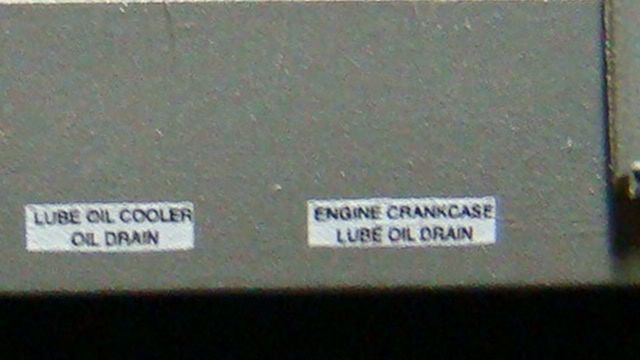 LUBE OIL COOLER
OIL DRAIN
ENGINE CRANKCASE
LUBE OIL DRAIN